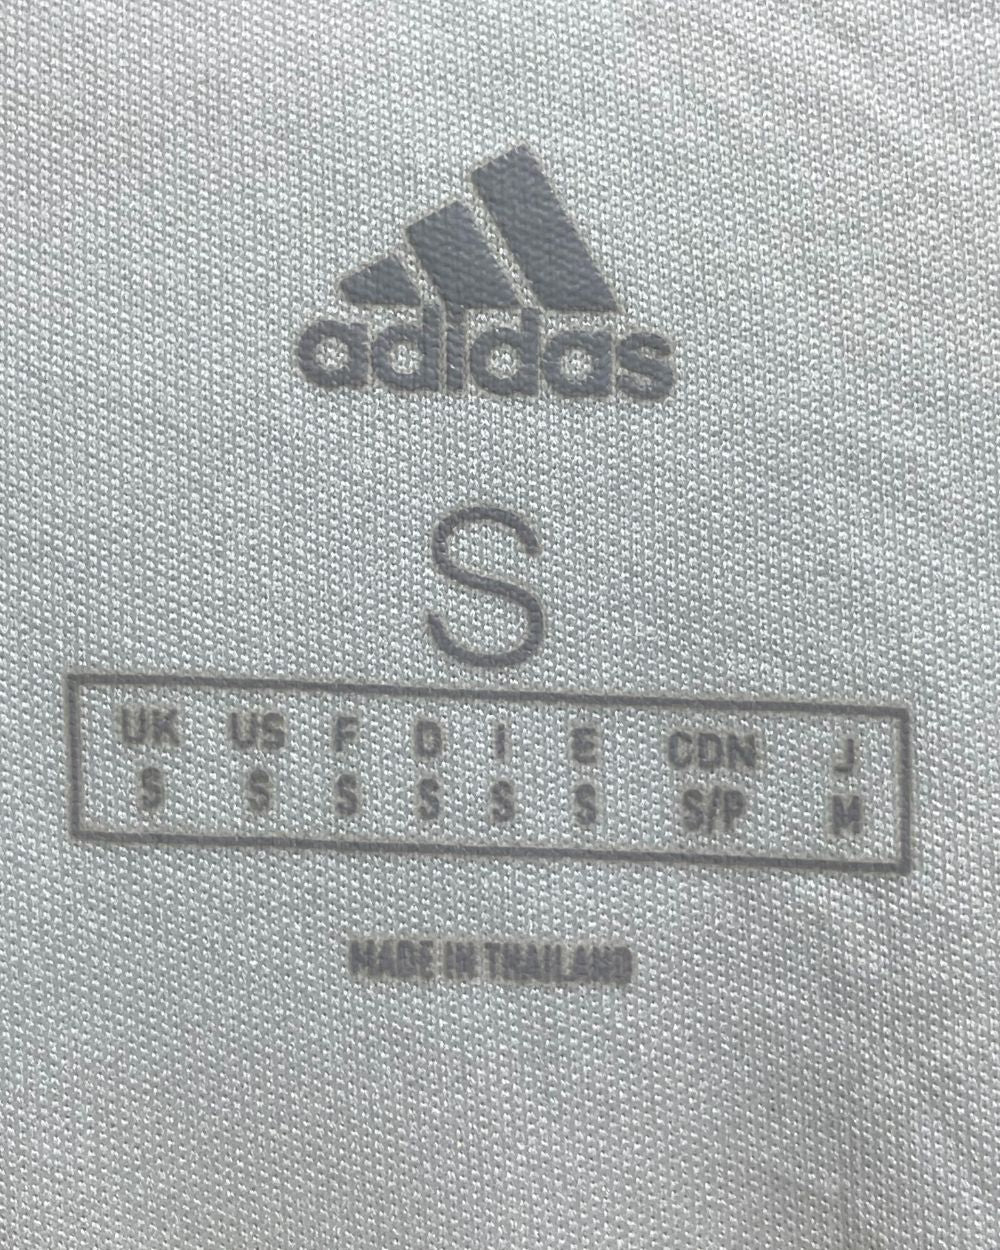 adidas
S
UK US F D I E CDN J
S S S S S S S/P M
MADE IN THAILAND